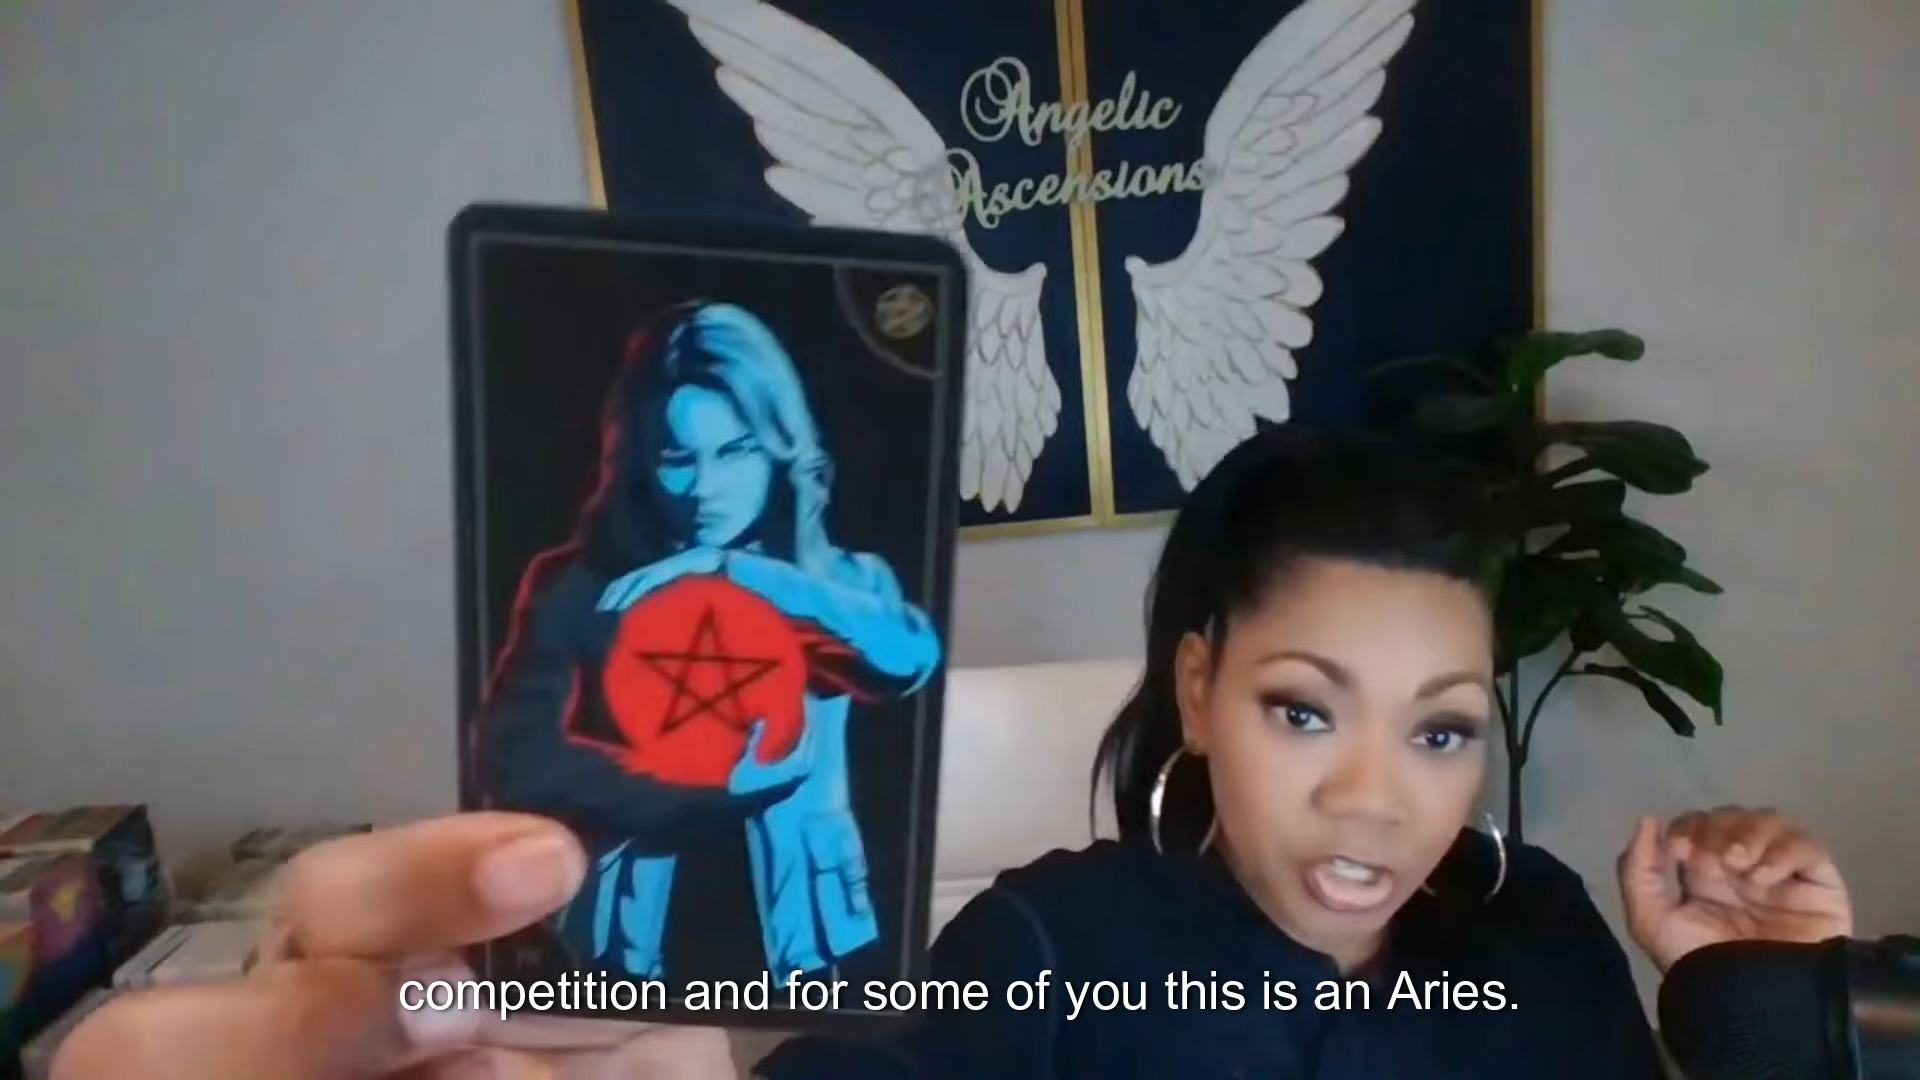 Angelic
Ascensions
competition and for some of you this is an Aries.